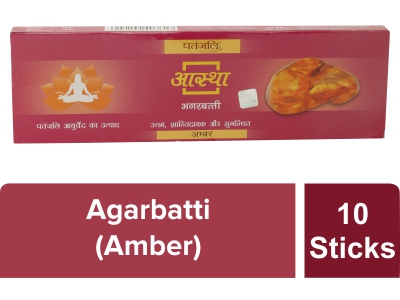 पतंजलि®
आस्था
अगरबत्ती
पतंजलि आयुर्वेद का उत्पाद
उत्तम, शान्तिदायक और सुगन्धित
अम्बर
Agarbatti
(Amber)
10
Sticks